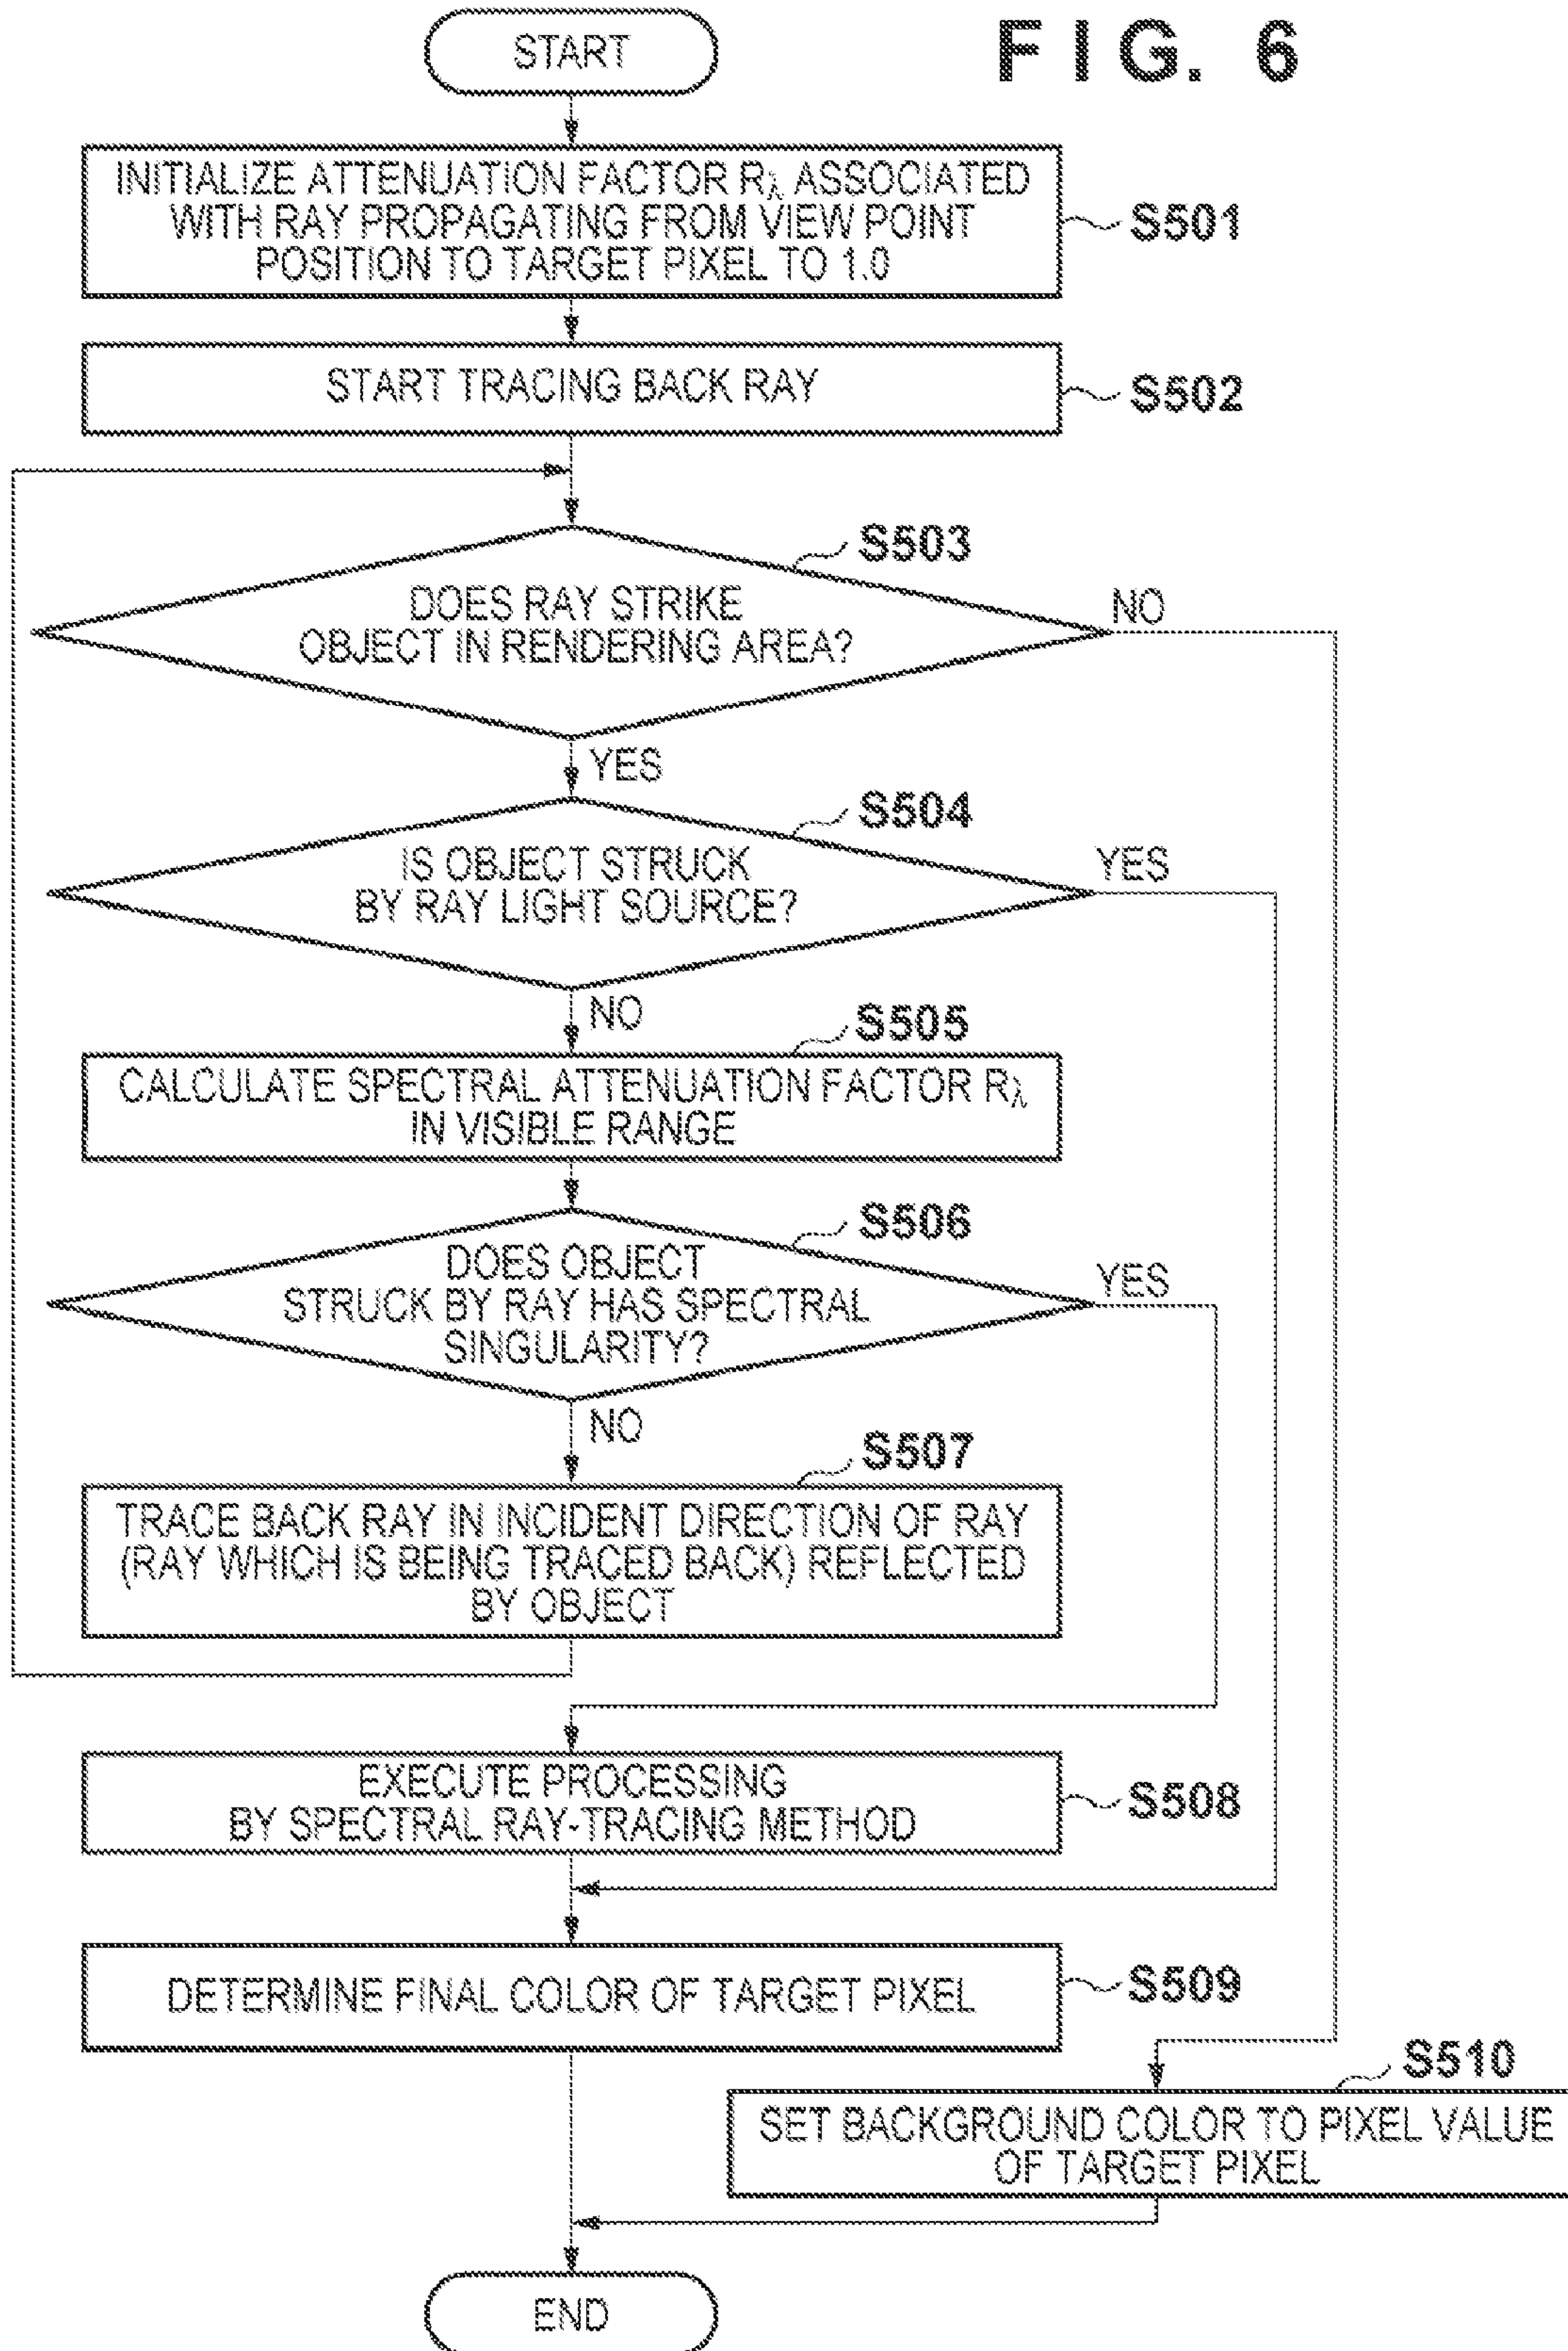 FIG. 6
START
INITIALIZE ATTENUATION FACTOR Rλ ASSOCIATED
WITH RAY PROPAGATING FROM VIEW POINT
POSITION TO TARGET PIXEL TO 1.0
S501
START TRACING BACK RAY
S502
S503
DOES RAY STRIKE
OBJECT IN RENDERING AREA?
NO
YES
S504
IS OBJECT STRUCK
BY RAY LIGHT SOURCE?
YES
NO
S505
CALCULATE SPECTRAL ATTENUATION FACTOR Rλ
IN VISIBLE RANGE
S506
DOES OBJECT
STRUCK BY RAY HAS SPECTRAL
SINGULARITY?
YES
NO
S507
TRACE BACK RAY IN INCIDENT DIRECTION OF RAY
(RAY WHICH IS BEING TRACED BACK) REFLECTED
BY OBJECT
EXECUTE PROCESSING
BY SPECTRAL RAY-TRACING METHOD
S508
DETERMINE FINAL COLOR OF TARGET PIXEL
S509
S510
SET BACKGROUND COLOR TO PIXEL VALUE
OF TARGET PIXEL
END